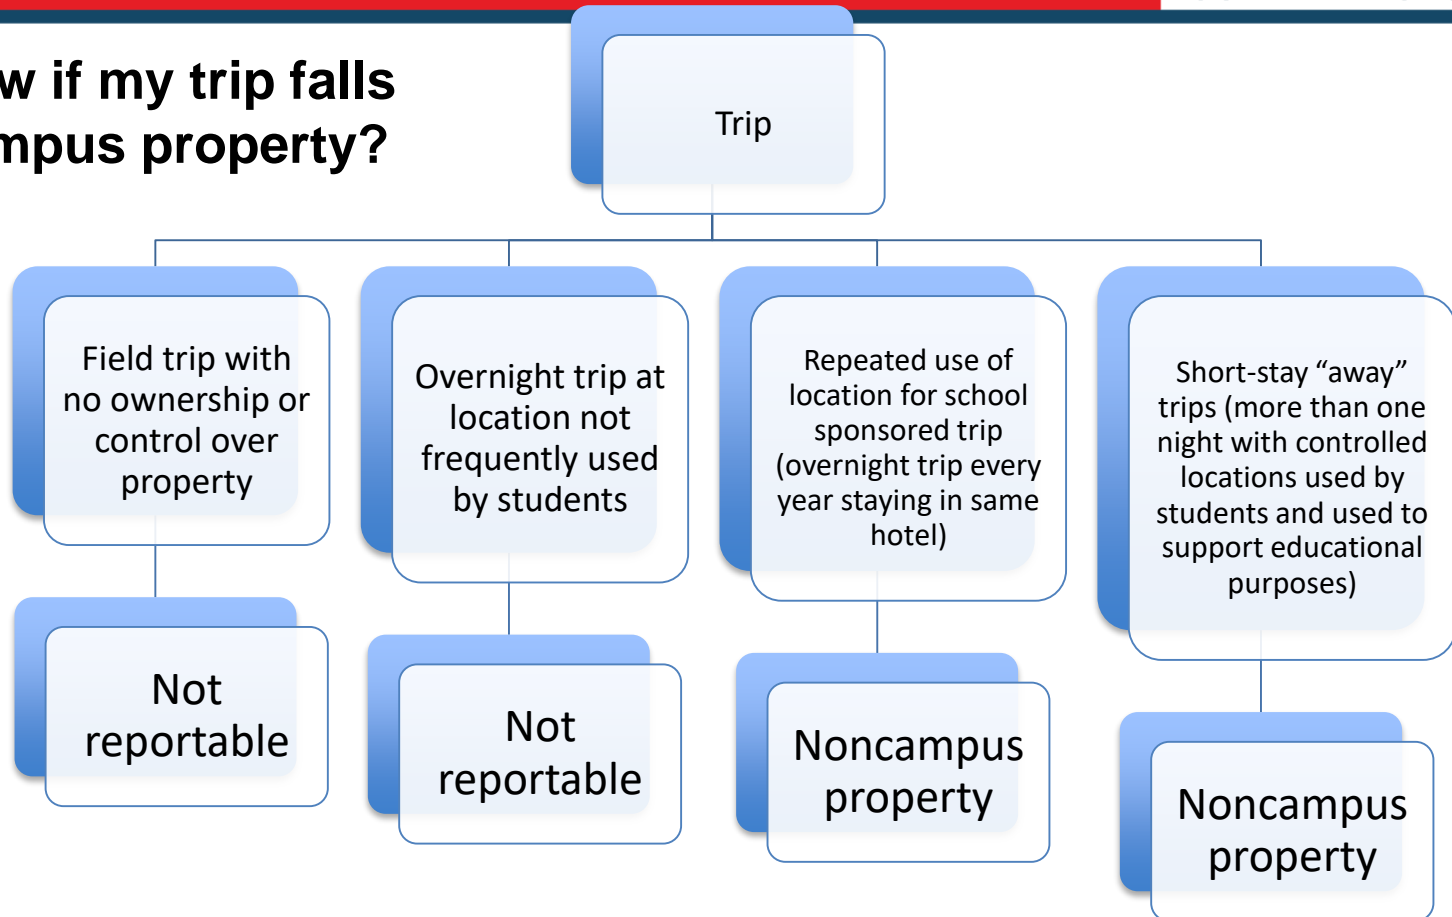 if my trip falls
property?
Trip
Field trip with
no ownership or
control over
property
Overnight trip at
location not
frequently used
by students
Repeated use of
location for school
sponsored trip
(overnight trip every
year staying in same
hotel)
Short-stay “away”
trips (more than one
night with controlled
locations used by
students and used to
support educational
purposes)
Not
reportable
Not
reportable
Noncampus
property
Noncampus
property